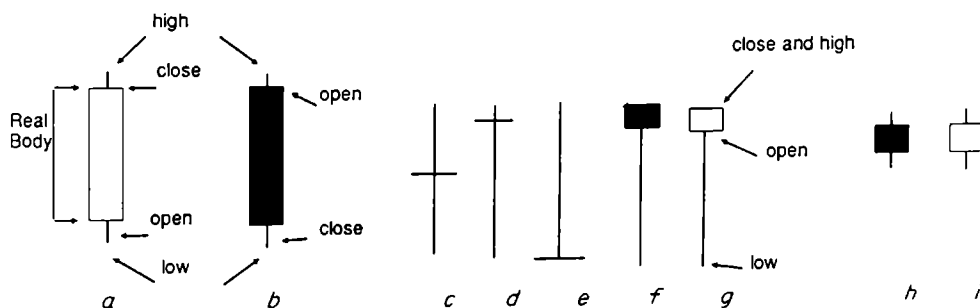 high
close
Real
Body
open
low
open
close
close and high
open
low
a b c d e f g h i